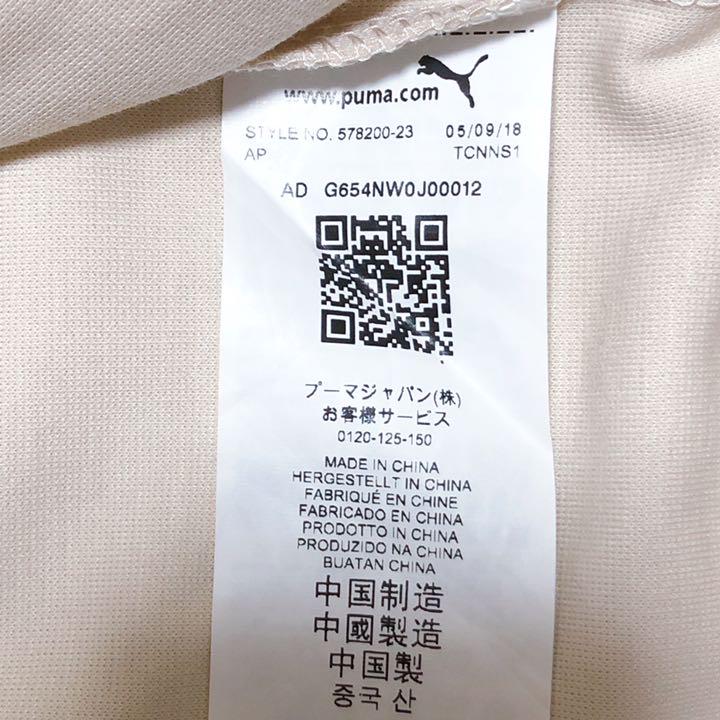 www.puma.com
STYLE NO. 578200-23 05/09/18
AP TCNNS1
AD G654NW0J00012
プーマジャパン(株)
お客様サービス
0120-125-150
MADE IN CHINA
HERGESTELLT IN CHINA
FABRIQUÉ EN CHINE
FABRICADO EN CHINA
PRODOTTO IN CHINA
PRODUZIDO NA CHINA
BUATAN CHINA
中国制造
中國製造
中国製
중국 산